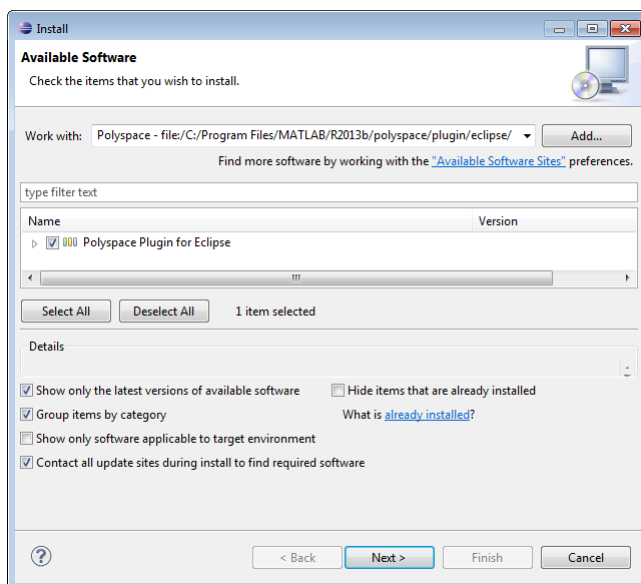 Install
Available Software
Check the items that you wish to install.
Work with: Polyspace - file:/C:/Program Files/MATLAB/R2013b/polyspace/plugin/eclipse/ Add...
Find more software by working with the "Available Software Sites" preferences.
type filter text
Name Version
Polyspace Plugin for Eclipse
Select All Deselect All 1 item selected
Details
Show only the latest versions of available software Hide items that are already installed
Group items by category What is already installed?
Show only software applicable to target environment
Contact all update sites during install to find required software
? < Back Next > Finish Cancel